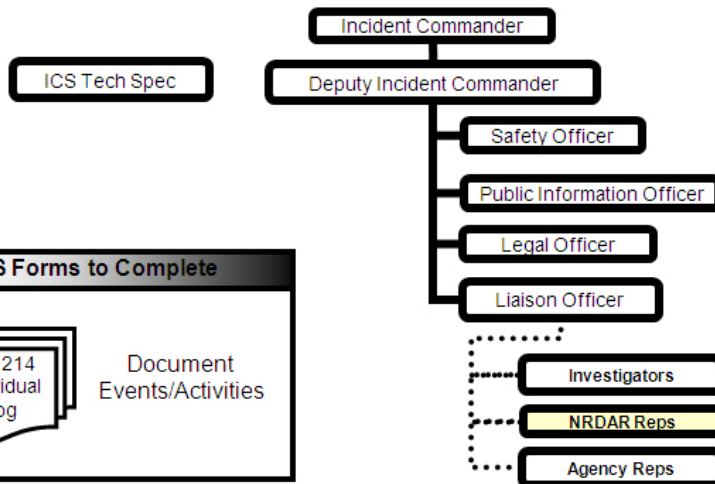 Incident Commander
ICS Tech Spec
Deputy Incident Commander
Safety Officer
Public Information Officer
Legal Officer
Liaison Officer
Forms to Complete
214
Document
Events/Activities
Investigators
NRDAR Reps
Agency Reps